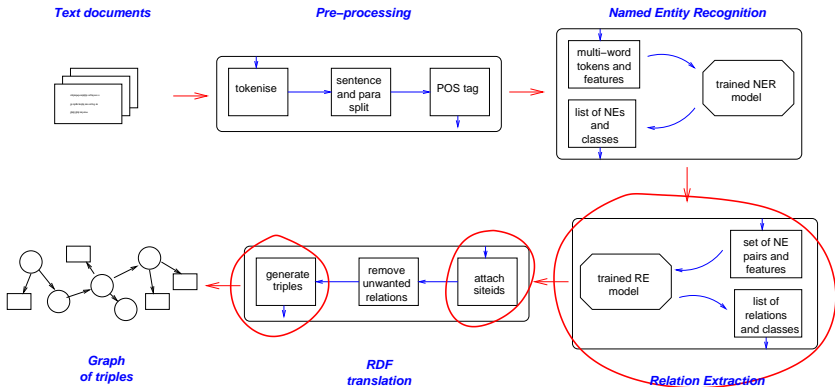 Text documents
Pre–processing
Named Entity Recognition
tokenise
sentence
and para
split
POS tag
multi–word
tokens and
features
trained NER
model
list of NEs
and
classes
set of NE
pairs and
features
trained RE
model
list of
relations
and classes
attach
siteids
remove
unwanted
relations
generate
triples
Graph
of triples
RDF
translation
Relation Extraction